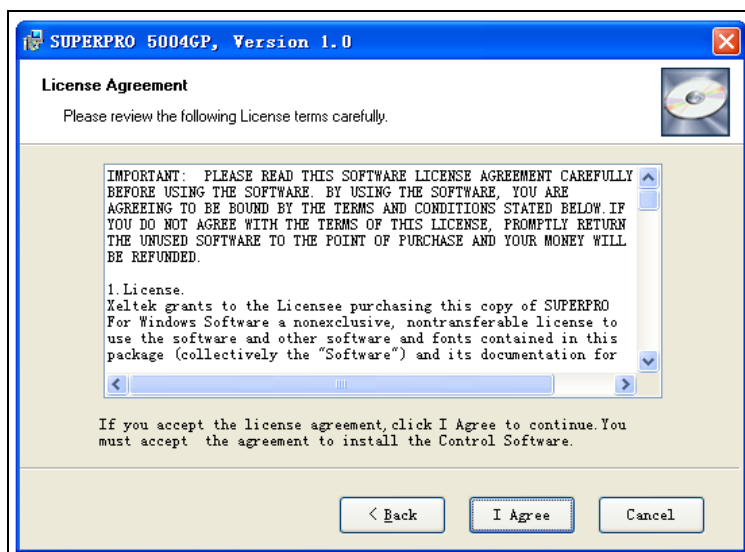 SUPERPRO 5004GP, Version 1.0
License Agreement
Please review the following License terms carefully.
IMPORTANT:  PLEASE READ THIS SOFTWARE LICENSE AGREEMENT CAREFULLY
BEFORE USING THE SOFTWARE. BY USING THE SOFTWARE, YOU ARE
AGREEING TO BE BOUND BY THE TERMS AND CONDITIONS STATED BELOW.IF
YOU DO NOT AGREE WITH THE TERMS OF THIS LICENSE, PROMPTLY RETURN
THE UNUSED SOFTWARE TO THE POINT OF PURCHASE AND YOUR MONEY WILL
BE REFUNDED.
1.License.
Xeltek grants to the Licensee purchasing this copy of SUPERPRO
For Windows Software a nonexclusive, nontransferable license to
use the software and other software and fonts contained in this
package (collectively the "Software") and its documentation for
If you accept the license agreement,click I Agree to continue.You
must accept  the agreement to install the Control Software.
< Back
I Agree
Cancel